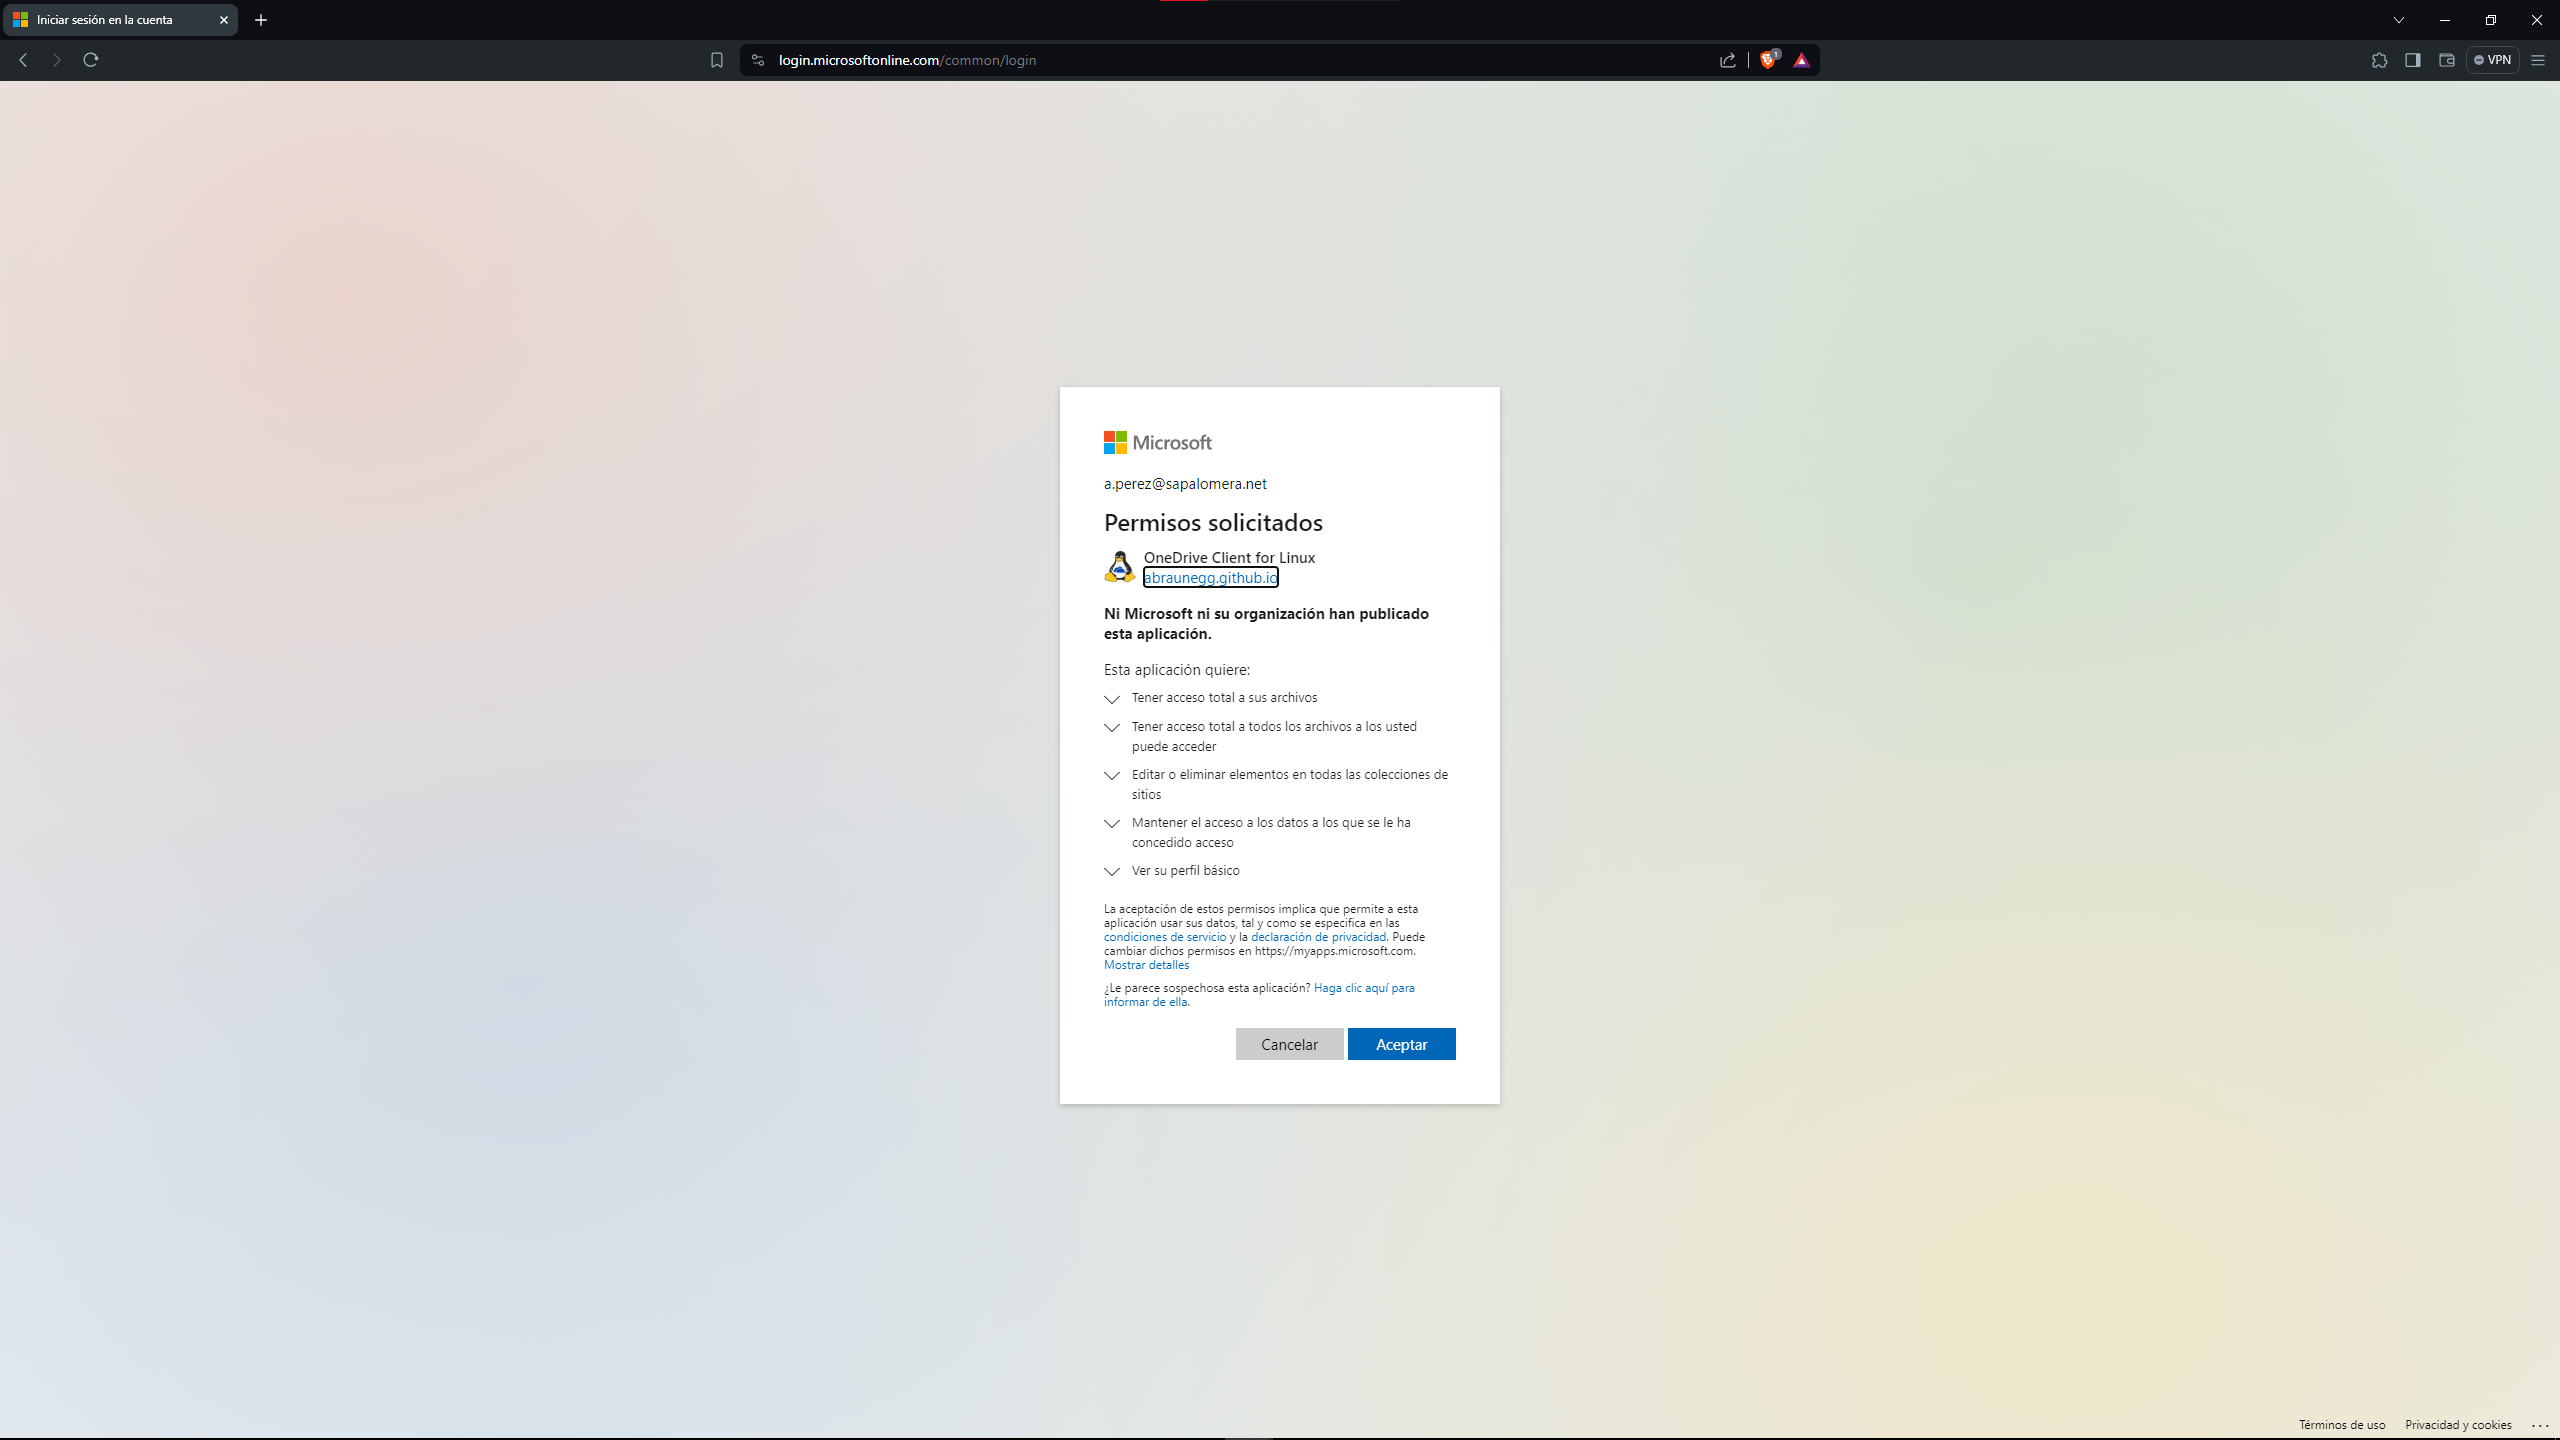 Iniciar sesión en la cuenta
login.microsoftonline.com/common/login
1
VPN
Microsoft
a.perez@sapalomera.net
Permisos solicitados
OneDrive Client for Linux
abraunegg.github.io
Ni Microsoft ni su organización han publicado
esta aplicación.
Esta aplicación quiere:
Tener acceso total a sus archivos
Tener acceso total a todos los archivos a los usted
puede acceder
Editar o eliminar elementos en todas las colecciones de
sitios
Mantener el acceso a los datos a los que se le ha
concedido acceso
Ver su perfil básico
La aceptación de estos permisos implica que permite a esta
aplicación usar sus datos, tal y como se especifica en las
condiciones de servicio y la declaración de privacidad. Puede
cambiar dichos permisos en https://myapps.microsoft.com.
Mostrar detalles
¿Le parece sospechosa esta aplicación? Haga clic aquí para
informar de ella.
Cancelar Aceptar
Términos de uso Privacidad y cookies ...